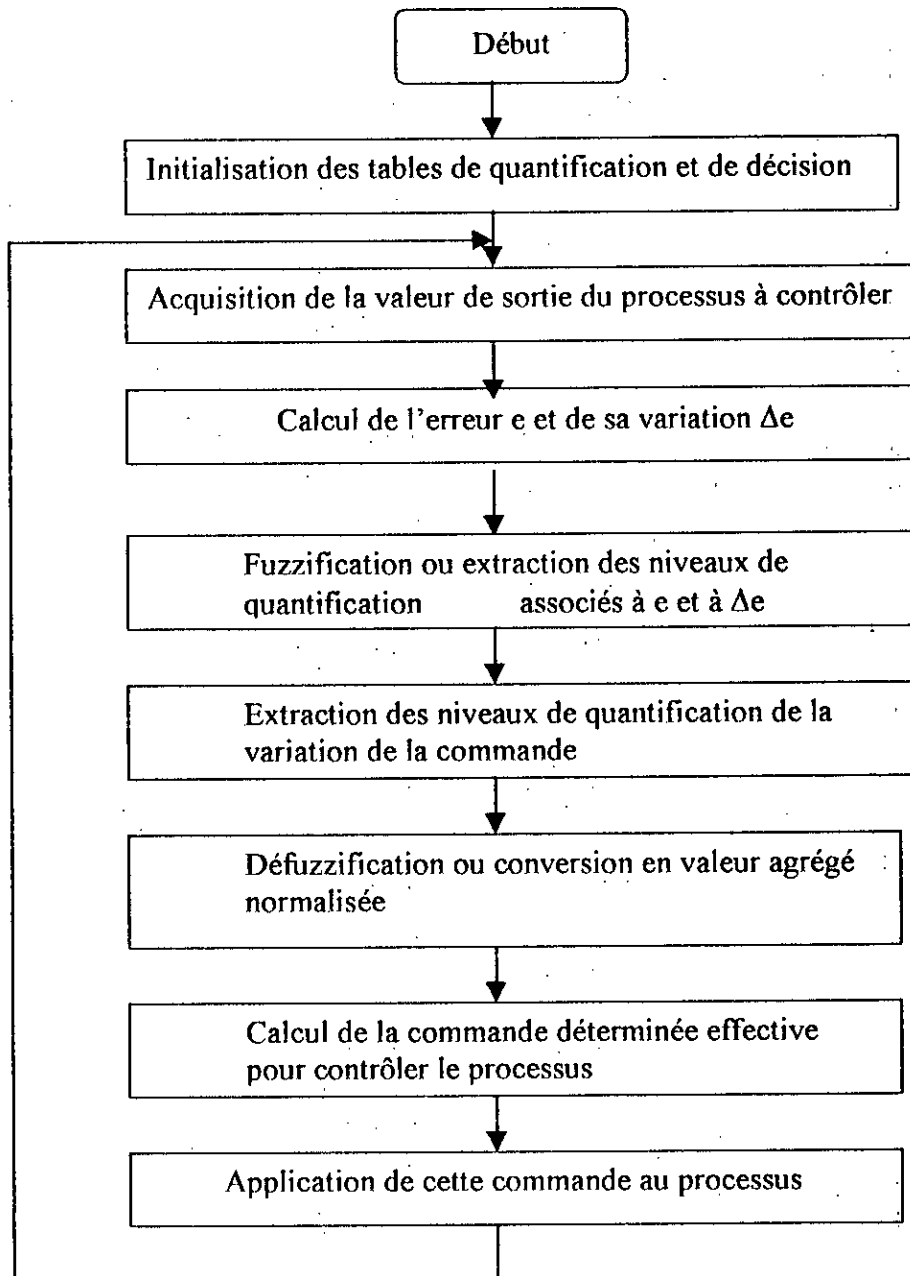 Début
Initialisation des tables de quantification et de décision
Acquisition de la valeur de sortie du processus à contrôler
Calcul de l'erreur e et de sa variation Δe
Fuzzification ou extraction des niveaux de
quantification associés à e et à Δe
Extraction des niveaux de quantification de la
variation de la commande
Défuzzification ou conversion en valeur agrégé
normalisée
Calcul de la commande déterminée effective
pour contrôler le processus
Application de cette commande au processus